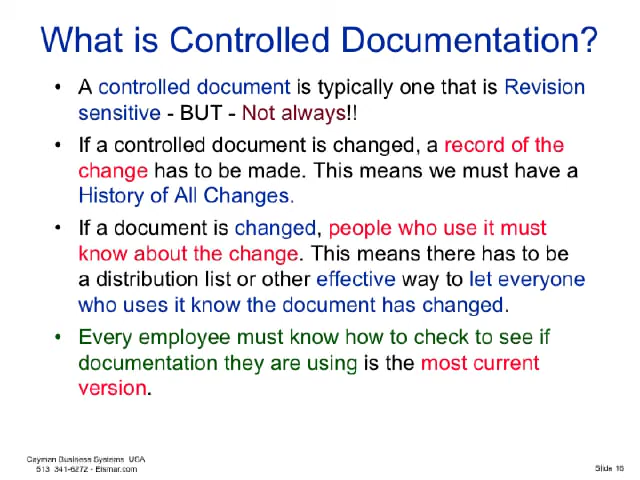 What is Controlled Documentation?
• A controlled document is typically one that is Revision
sensitive - BUT - Not always!!
• If a controlled document is changed, a record of the
change has to be made. This means we must have a
History of All Changes.
• If a document is changed, people who use it must
know about the change. This means there has to be
a distribution list or other effective way to let everyone
who uses it know the document has changed.
• Every employee must know how to check to see if
documentation they are using is the most current
version.
Cayman Business Systems USA
513 341-6272 - Elsmar.com
Slide 16